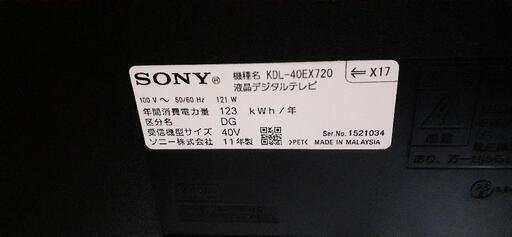 SONY®
機種名 KDL-40EX720
液晶デジタルテレビ
⇐ X17
100 V～ 50/60 Hz 121 W
年間消費電力量 123 kWh/年
区分名 DG
受信機型サイズ 40V
ソニー株式会社 11年製
>PET<
Ser.No.1521034
MADE IN MALAYSIA